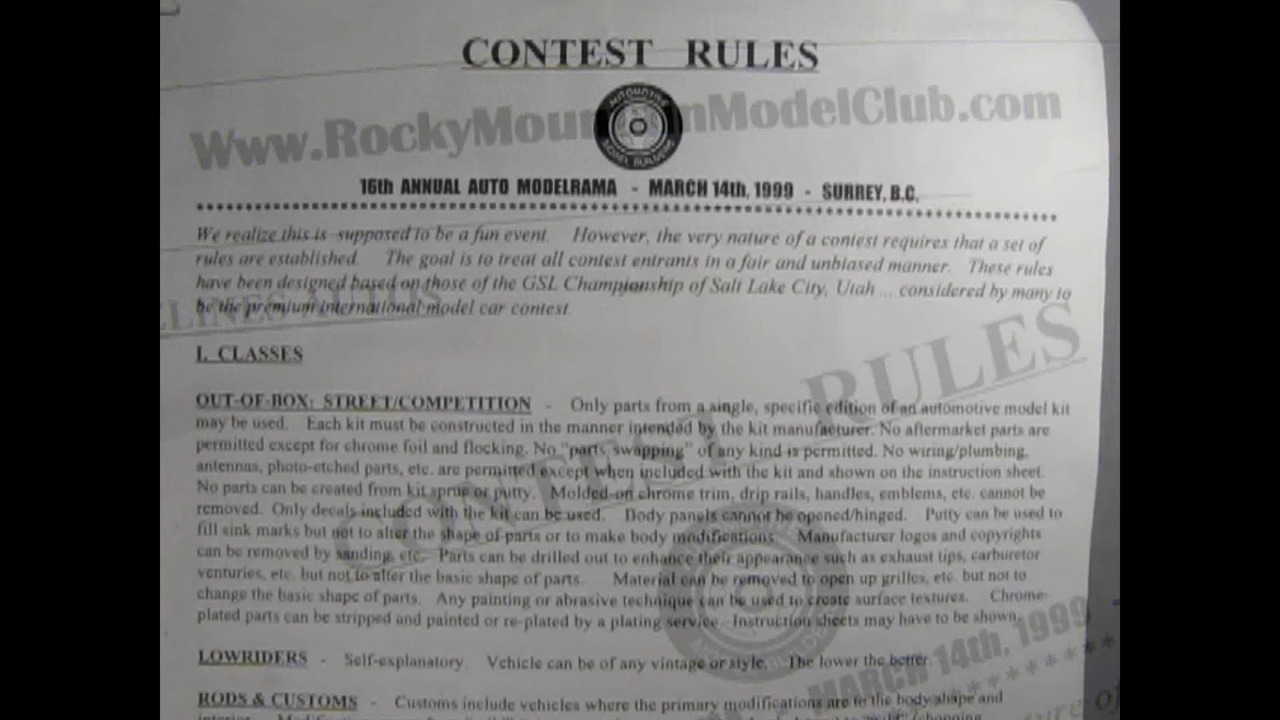 CONTEST RULES
Www.RockyMoun nModelClub.com
AUTOMOTIVE
MODEL BUILDERS
16th ANNUAL AUTO MODELRAMA - MARCH 14th, 1999 - SURREY, B.C.
We realize this is supposed to be a fun event. However, the very nature of a contest requires that a set of
rules are established. The goal is to treat all contest entrants in a fair and unbiased manner. These rules
have been designed based on those of the GSL Championship of Salt Lake City, Utah ... considered by many to
be the premium international model car contest.
I. CLASSES
OUT-OF-BOX: STREET/COMPETITION - Only parts from a single, specific edition of an automotive model kit
may be used. Each kit must be constructed in the manner intended by the kit manufacturer. No aftermarket parts are
permitted except for chrome foil and flocking. No "parts swapping" of any kind is permitted. No wiring/plumbing,
antennas, photo-etched parts, etc. are permitted except when included with the kit and shown on the instruction sheet.
No parts can be created from kit sprue or putty. Molded-on chrome trim, drip rails, handles, emblems, etc. cannot be
removed. Only decals included with the kit can be used. Body panels cannot be opened/hinged. Putty can be used to
fill sink marks but not to alter the shape of parts or to make body modifications. Manufacturer logos and copyrights
can be removed by sanding, etc. Parts can be drilled out to enhance their appearance such as exhaust tips, carburetor
venturies, etc. but not to alter the basic shape of parts. Material can be removed to open up grilles, etc. but not to
change the basic shape of parts. Any painting or abrasive technique can be used to create surface textures. Chrome-
plated parts can be stripped and painted or re-plated by a plating service. Instruction sheets may have to be shown.
LOWRIDERS - Self-explanatory. Vehicle can be of any vintage or style. The lower the better.
RODS & CUSTOMS - Customs include vehicles where the primary modifications are to the body shape and
CONTEST RULES
MARCH 14th, 1999